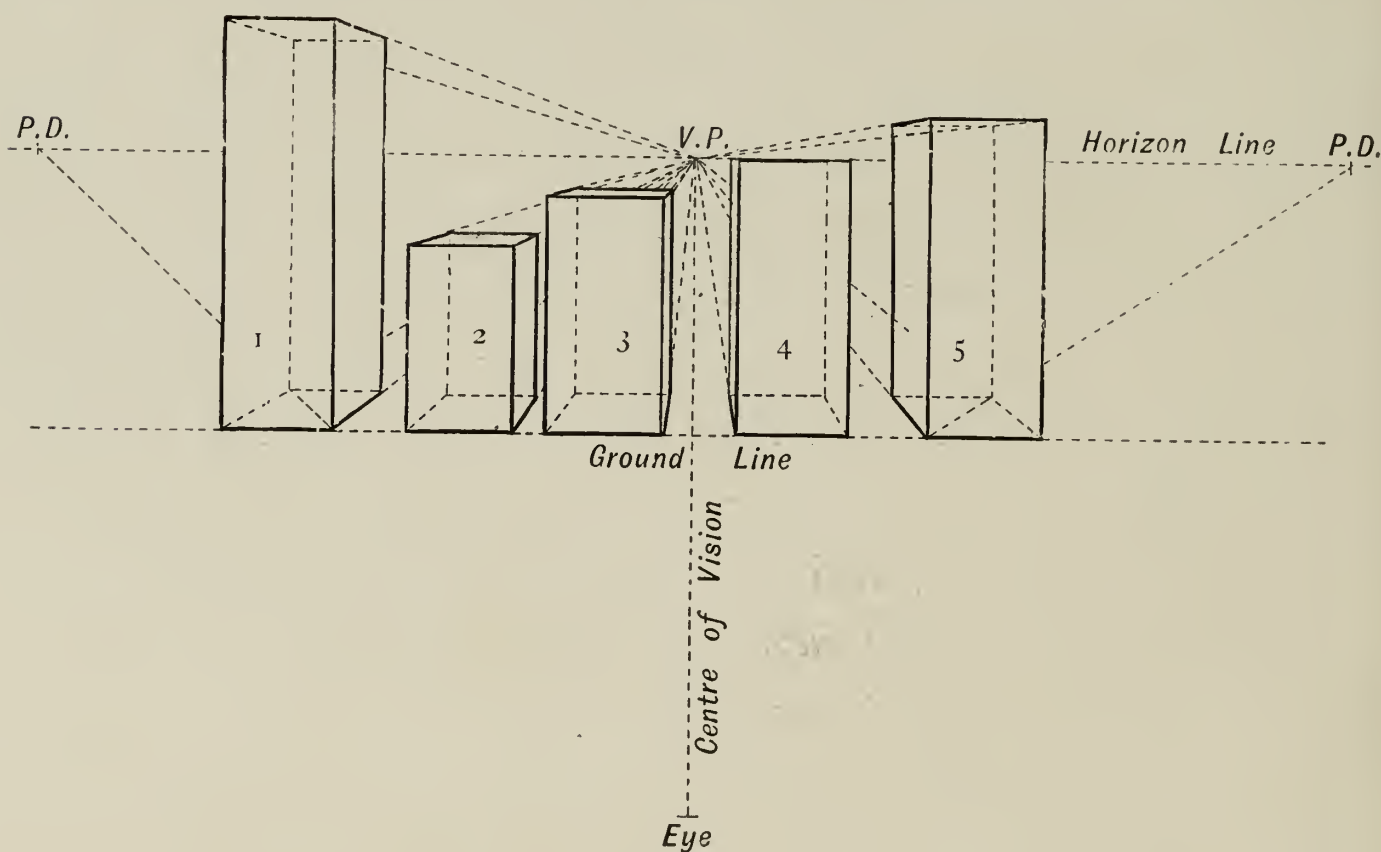 P.D.
V.P.
Horizon Line
P.D.
1
2
3
4
5
Ground Line
Centre of Vision
Eye